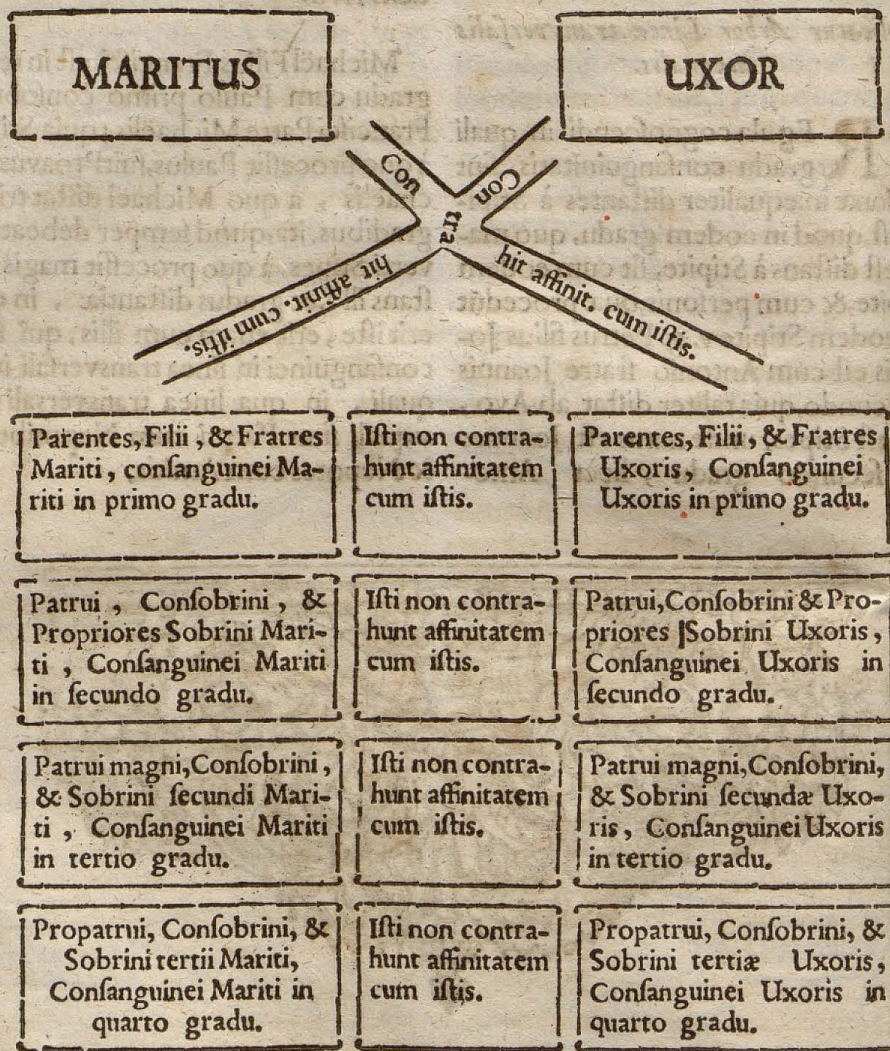 MARITUS
UXOR
Con
Con
tra
hit affinit. cum iſtis.
hit affinit. cum iſtis.
Parentes, Filii, & Fratres
Mariti, conſanguinei Ma-
riti in primo gradu.
Iſti non contra-
hunt affinitatem
cum iſtis.
Parentes, Filii, & Fratres
Uxoris, Conſanguinei
Uxoris in primo gradu.
Patrui, Conſobrini, &
Propriores Sobrini Mari-
ti, Conſanguinei Mariti
in ſecundo gradu.
Iſti non contra-
hunt affinitatem
cum iſtis.
Patrui, Conſobrini & Pro-
priores Sobrini Uxoris,
Conſanguinei Uxoris in
ſecundo gradu.
Patrui magni, Conſobrini,
& Sobrini ſecundi Mari-
ti, Conſanguinei Mariti
in tertio gradu.
Iſti non contra-
hunt affinitatem
cum iſtis.
Patrui magni, Conſobrini,
& Sobrini ſecundæ Uxo-
ris, Conſanguinei Uxoris
in tertio gradu.
Propatrui, Conſobrini, &
Sobrini tertii Mariti,
Conſanguinei Mariti in
quarto gradu.
Iſti non contra-
hunt affinitatem
cum iſtis.
Propatrui, Conſobrini, &
Sobrini tertiæ Uxoris,
Conſanguinei Uxoris in
quarto gradu.